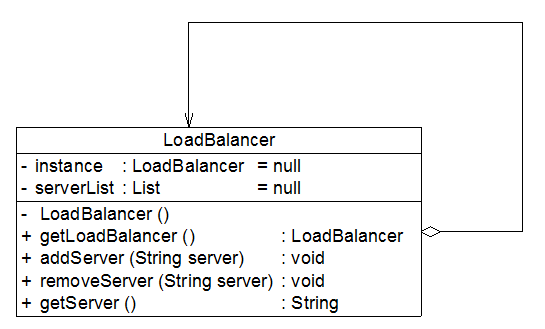 LoadBalancer
- instance : LoadBalancer = null
- serverList : List = null
- LoadBalancer ()
+ getLoadBalancer () : LoadBalancer
+ addServer (String server) : void
+ removeServer (String server) : void
+ getServer () : String